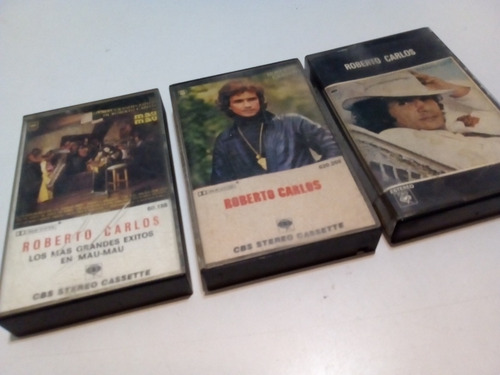 mau
mau
ROBERTO CARLOS
LOS MAS GRANDES EXITOS
EN MAU-MAU
CBS STEREO CASSETTE
ROBERTO CARLOS
CBS STEREO CASSETTE
ROBERTO CARLOS
ESTEREO